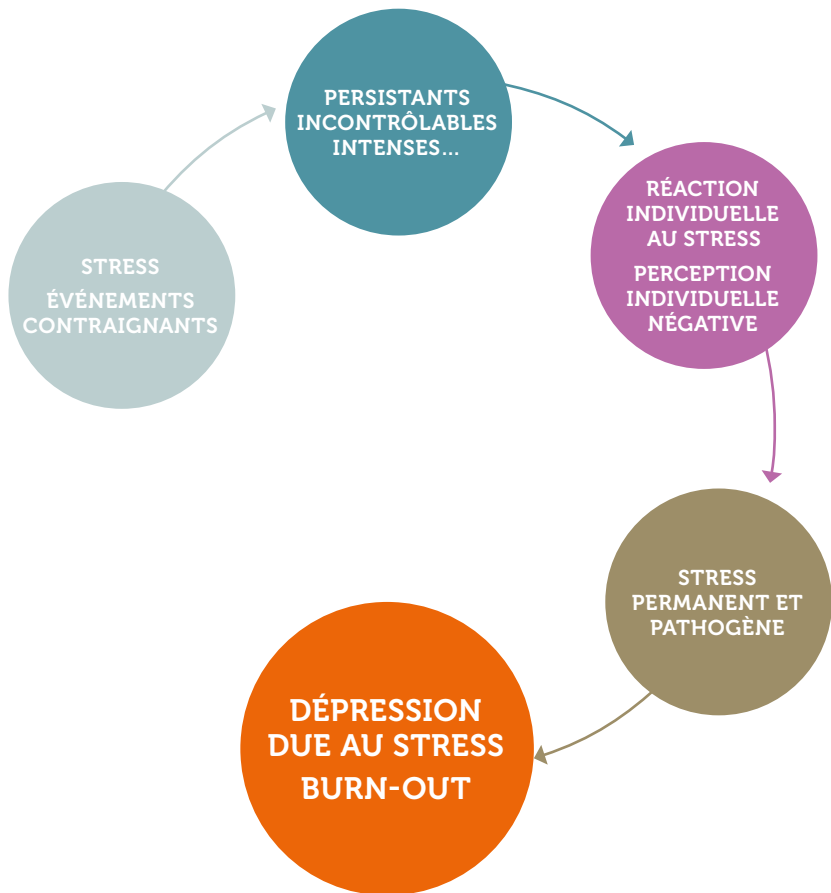 STRESS
ÉVÉNEMENTS
CONTRAIGNANTS
PERSISTANTS
INCONTRÔLABLES
INTENSES...
RÉACTION
INDIVIDUELLE
AU STRESS
PERCEPTION
INDIVIDUELLE
NÉGATIVE
STRESS
PERMANENT ET
PATHOGÈNE
DÉPRESSION
DUE AU STRESS
BURN-OUT